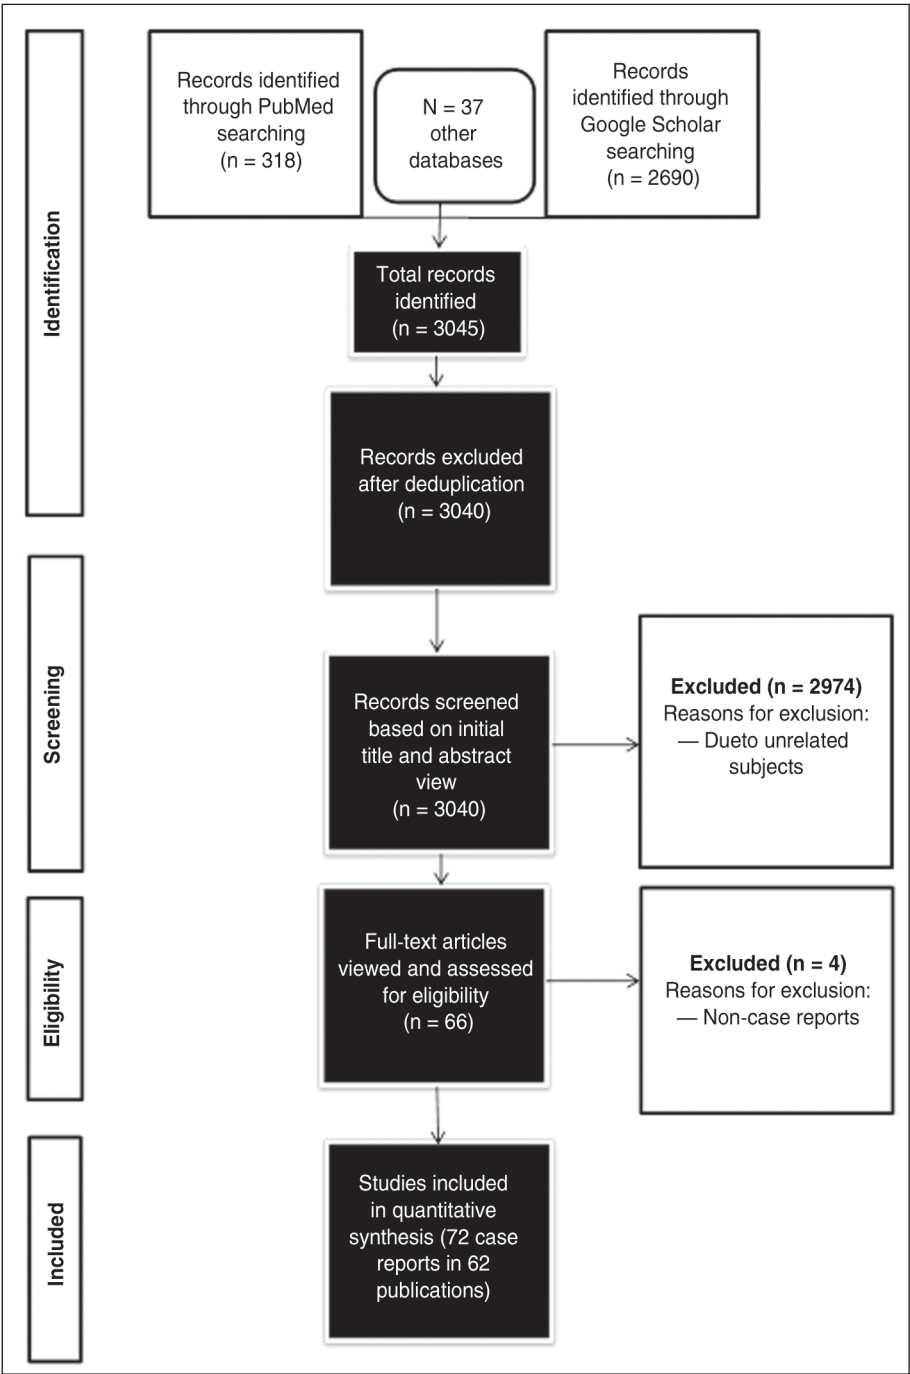 Identification
Records identified
through PubMed
searching
(n = 318)
N = 37
other
databases
Records
identified through
Google Scholar
searching
(n = 2690)
Total records
identified
(n = 3045)
Records excluded
after deduplication
(n = 3040)
Screening
Records screened
based on initial
title and abstract
view
(n = 3040)
Excluded (n = 2974)
Reasons for exclusion:
— Dueto unrelated
subjects
Eligibility
Full-text articles
viewed and assessed
for eligibility
(n = 66)
Excluded (n = 4)
Reasons for exclusion:
— Non-case reports
Included
Studies included
in quantitative
synthesis (72 case
reports in 62
publications)